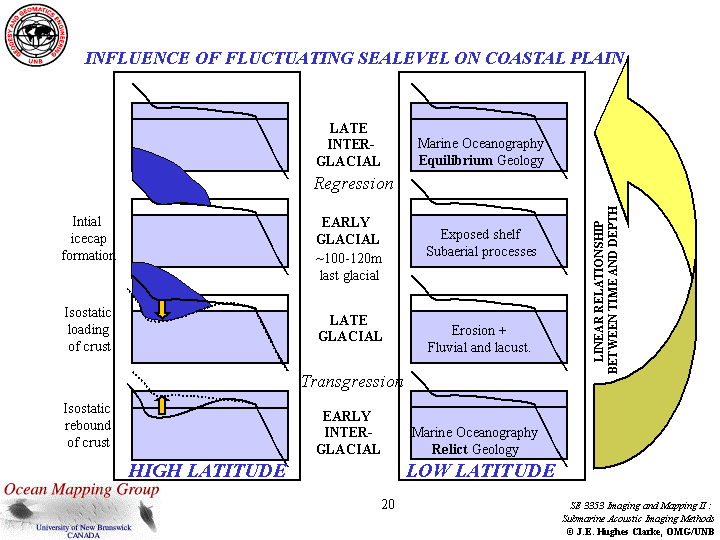 GEODESY AND GEOMATICS ENGINEERING
UNB
INFLUENCE OF FLUCTUATING SEALEVEL ON COASTAL PLAIN
LATE
INTER-
GLACIAL
Marine Oceanography
Equilibrium Geology
Regression
Intial
icecap
formation
EARLY
GLACIAL
~100-120m
last glacial
Exposed shelf
Subaerial processes
Isostatic
loading
of crust
LATE
GLACIAL
Erosion +
Fluvial and lacust.
Transgression
Isostatic
rebound
of crust
EARLY
INTER-
GLACIAL
Marine Oceanography
Relict Geology
LINEAR RELATIONSHIP
BETWEEN TIME AND DEPTH
HIGH LATITUDE
LOW LATITUDE
Ocean Mapping Group
University of New Brunswick
CANADA
20
SE 3353 Imaging and Mapping II :
Submarine Acoustic Imaging Methods
© J.E. Hughes Clarke, OMG/UNB